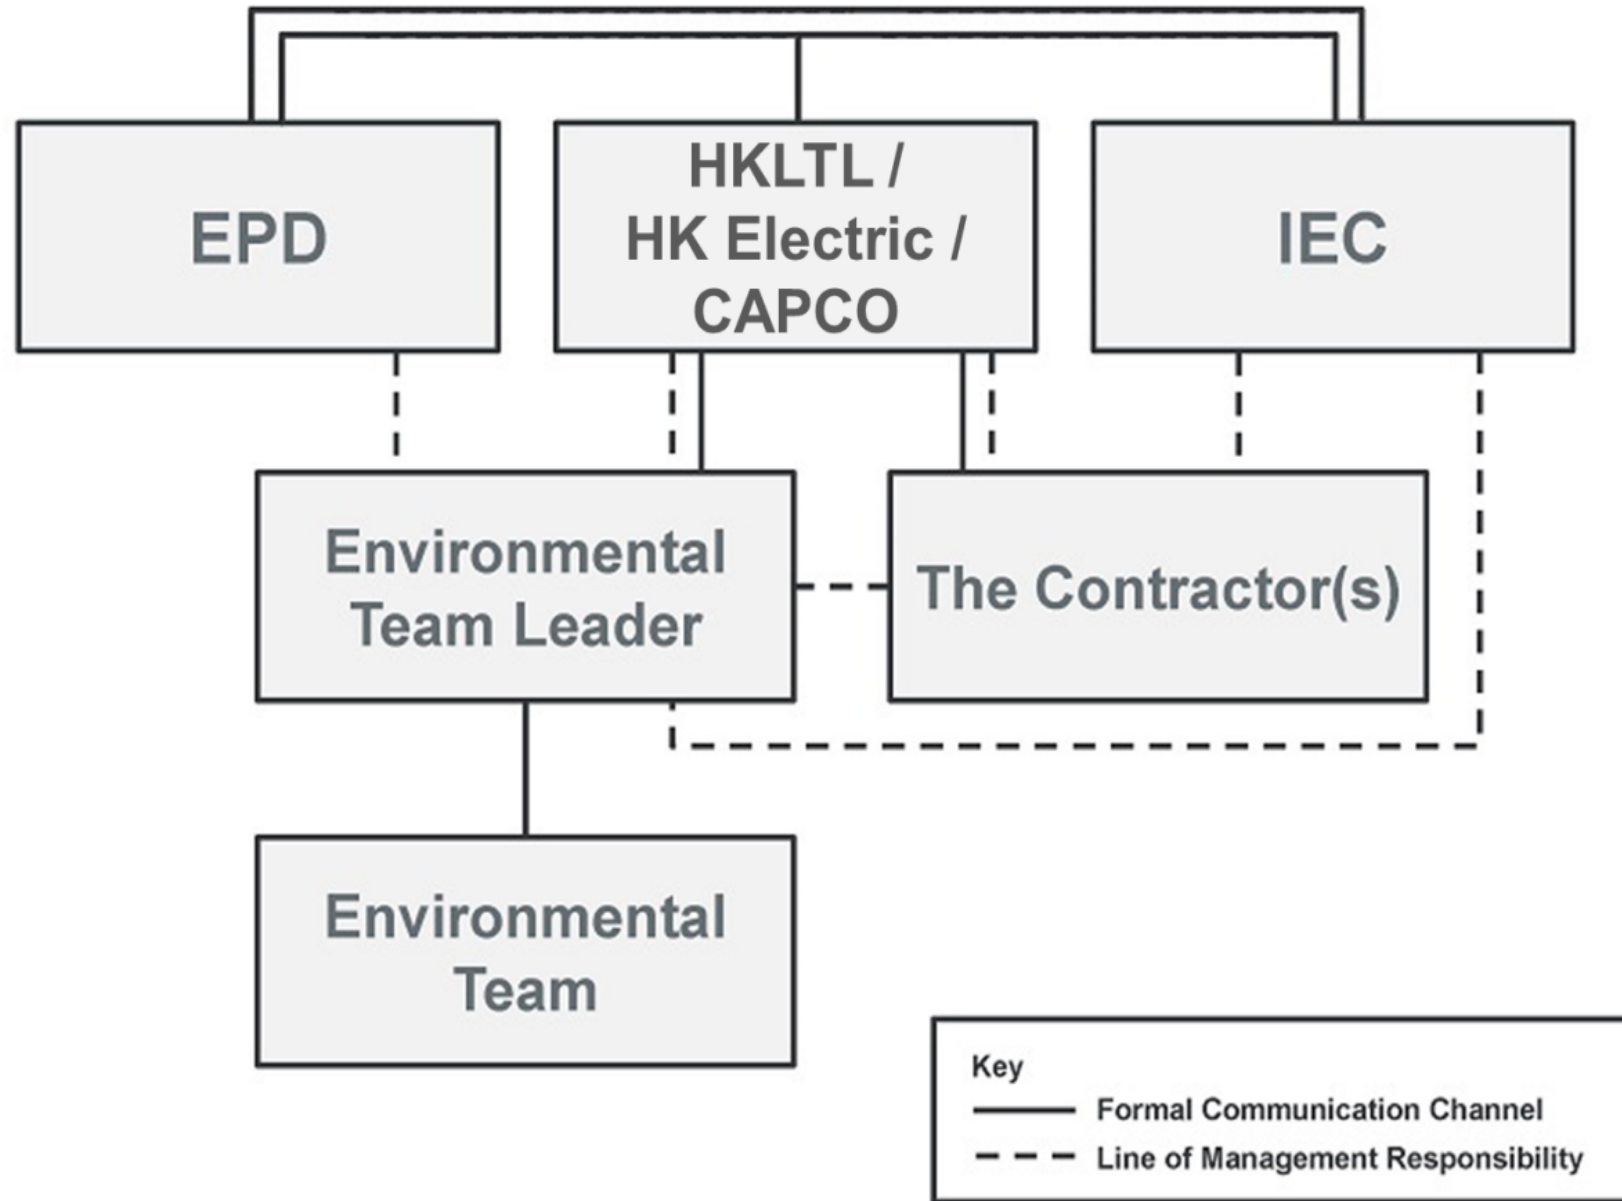 EPD
HKLTL /
HK Electric /
CAPCO
IEC
Environmental
Team Leader
The Contractor(s)
Environmental
Team
Key
Formal Communication Channel
Line of Management Responsibility